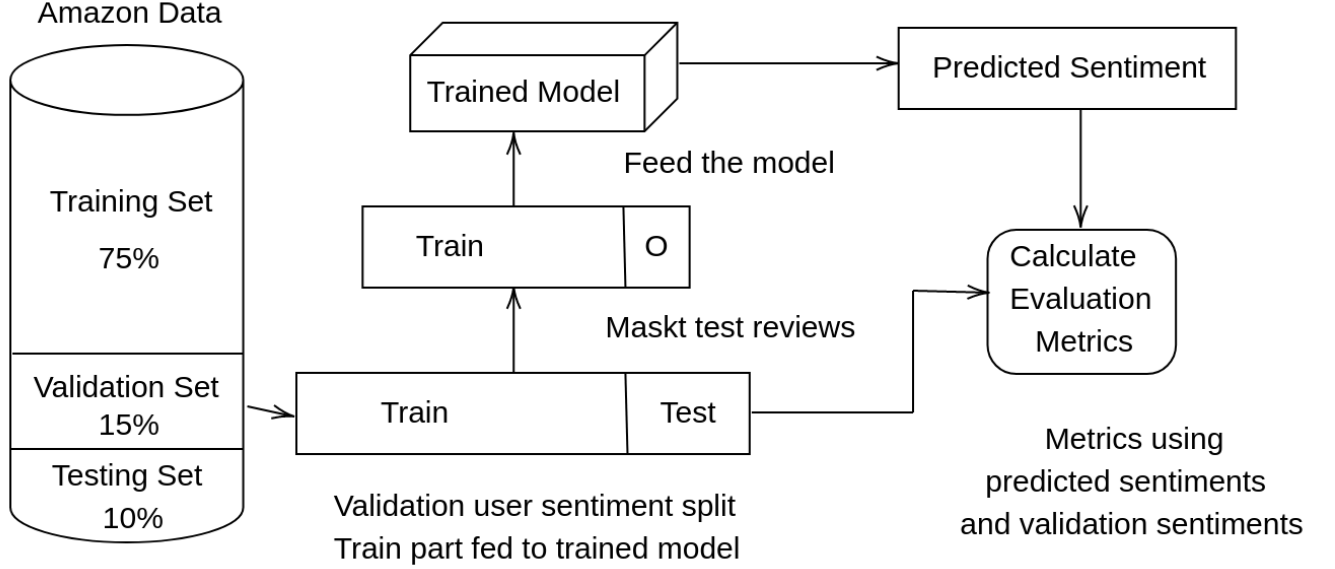 Amazon Data
Training Set
75%
Validation Set
15%
Testing Set
10%
Trained Model
Predicted Sentiment
Feed the model
Train
O
Maskt test reviews
Train
Test
Validation user sentiment split
Train part fed to trained model
Calculate
Evaluation
Metrics
Metrics using
predicted sentiments
and validation sentiments